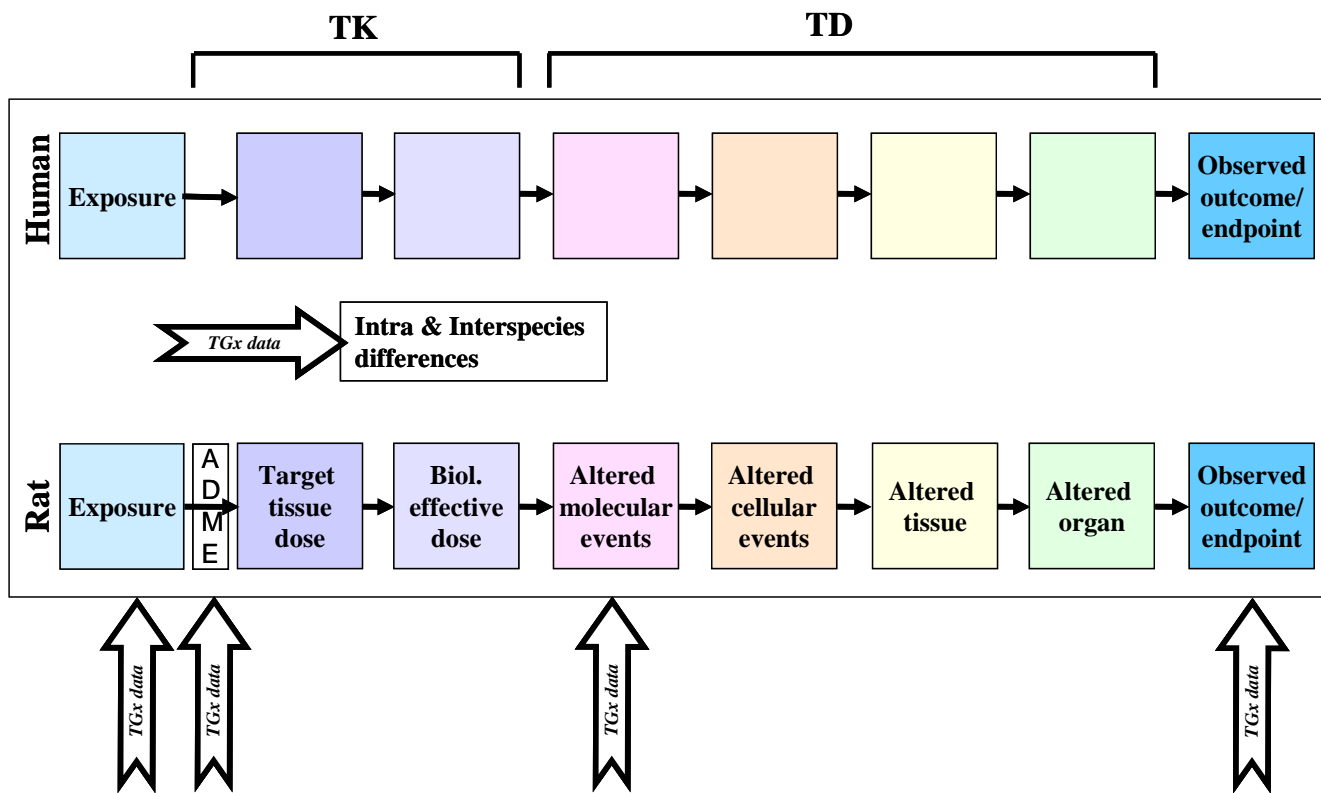 TK
TD
Human
Exposure
Observed
outcome/
endpoint
TGx data
Intra & Interspecies
differences
Rat
Exposure
A
D
M
E
Target
tissue
dose
Biol.
effective
dose
Altered
molecular
events
Altered
cellular
events
Altered
tissue
Altered
organ
Observed
outcome/
endpoint
TGx data
TGx data
TGx data
TGx data